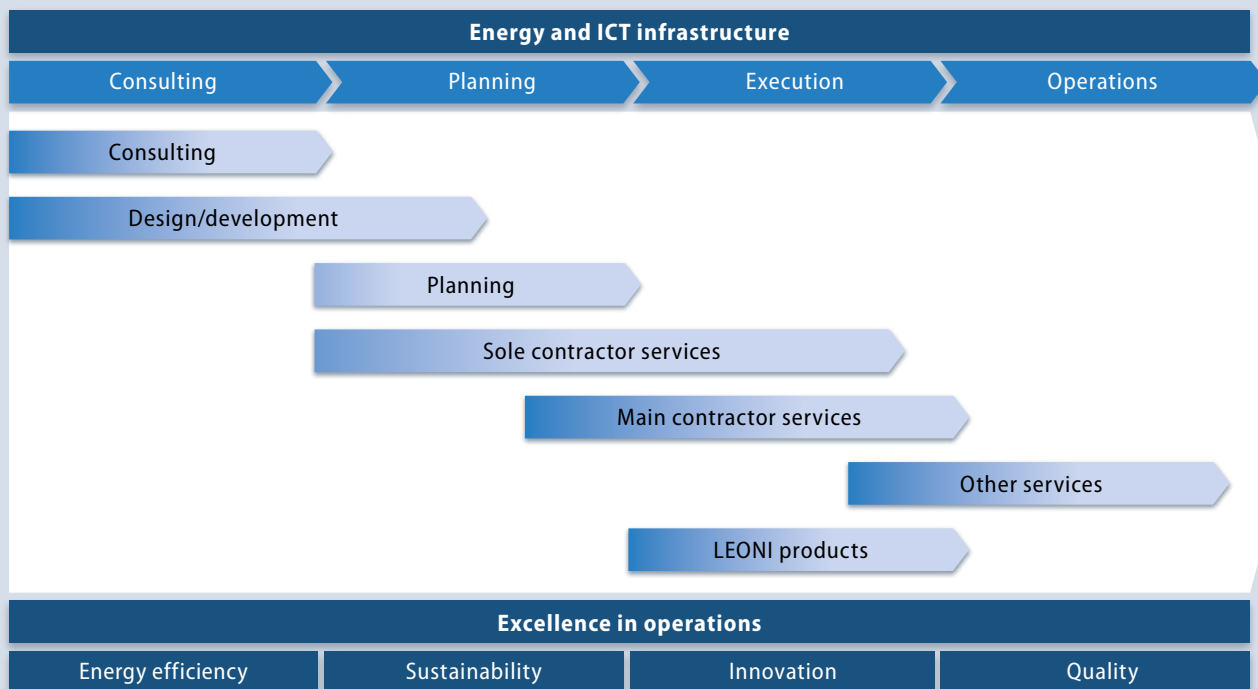 Energy and ICT infrastructure
Consulting
Planning
Execution
Operations
Consulting
Design/development
Planning
Sole contractor services
Main contractor services
Other services
LEONI products
Excellence in operations
Energy efficiency
Sustainability
Innovation
Quality